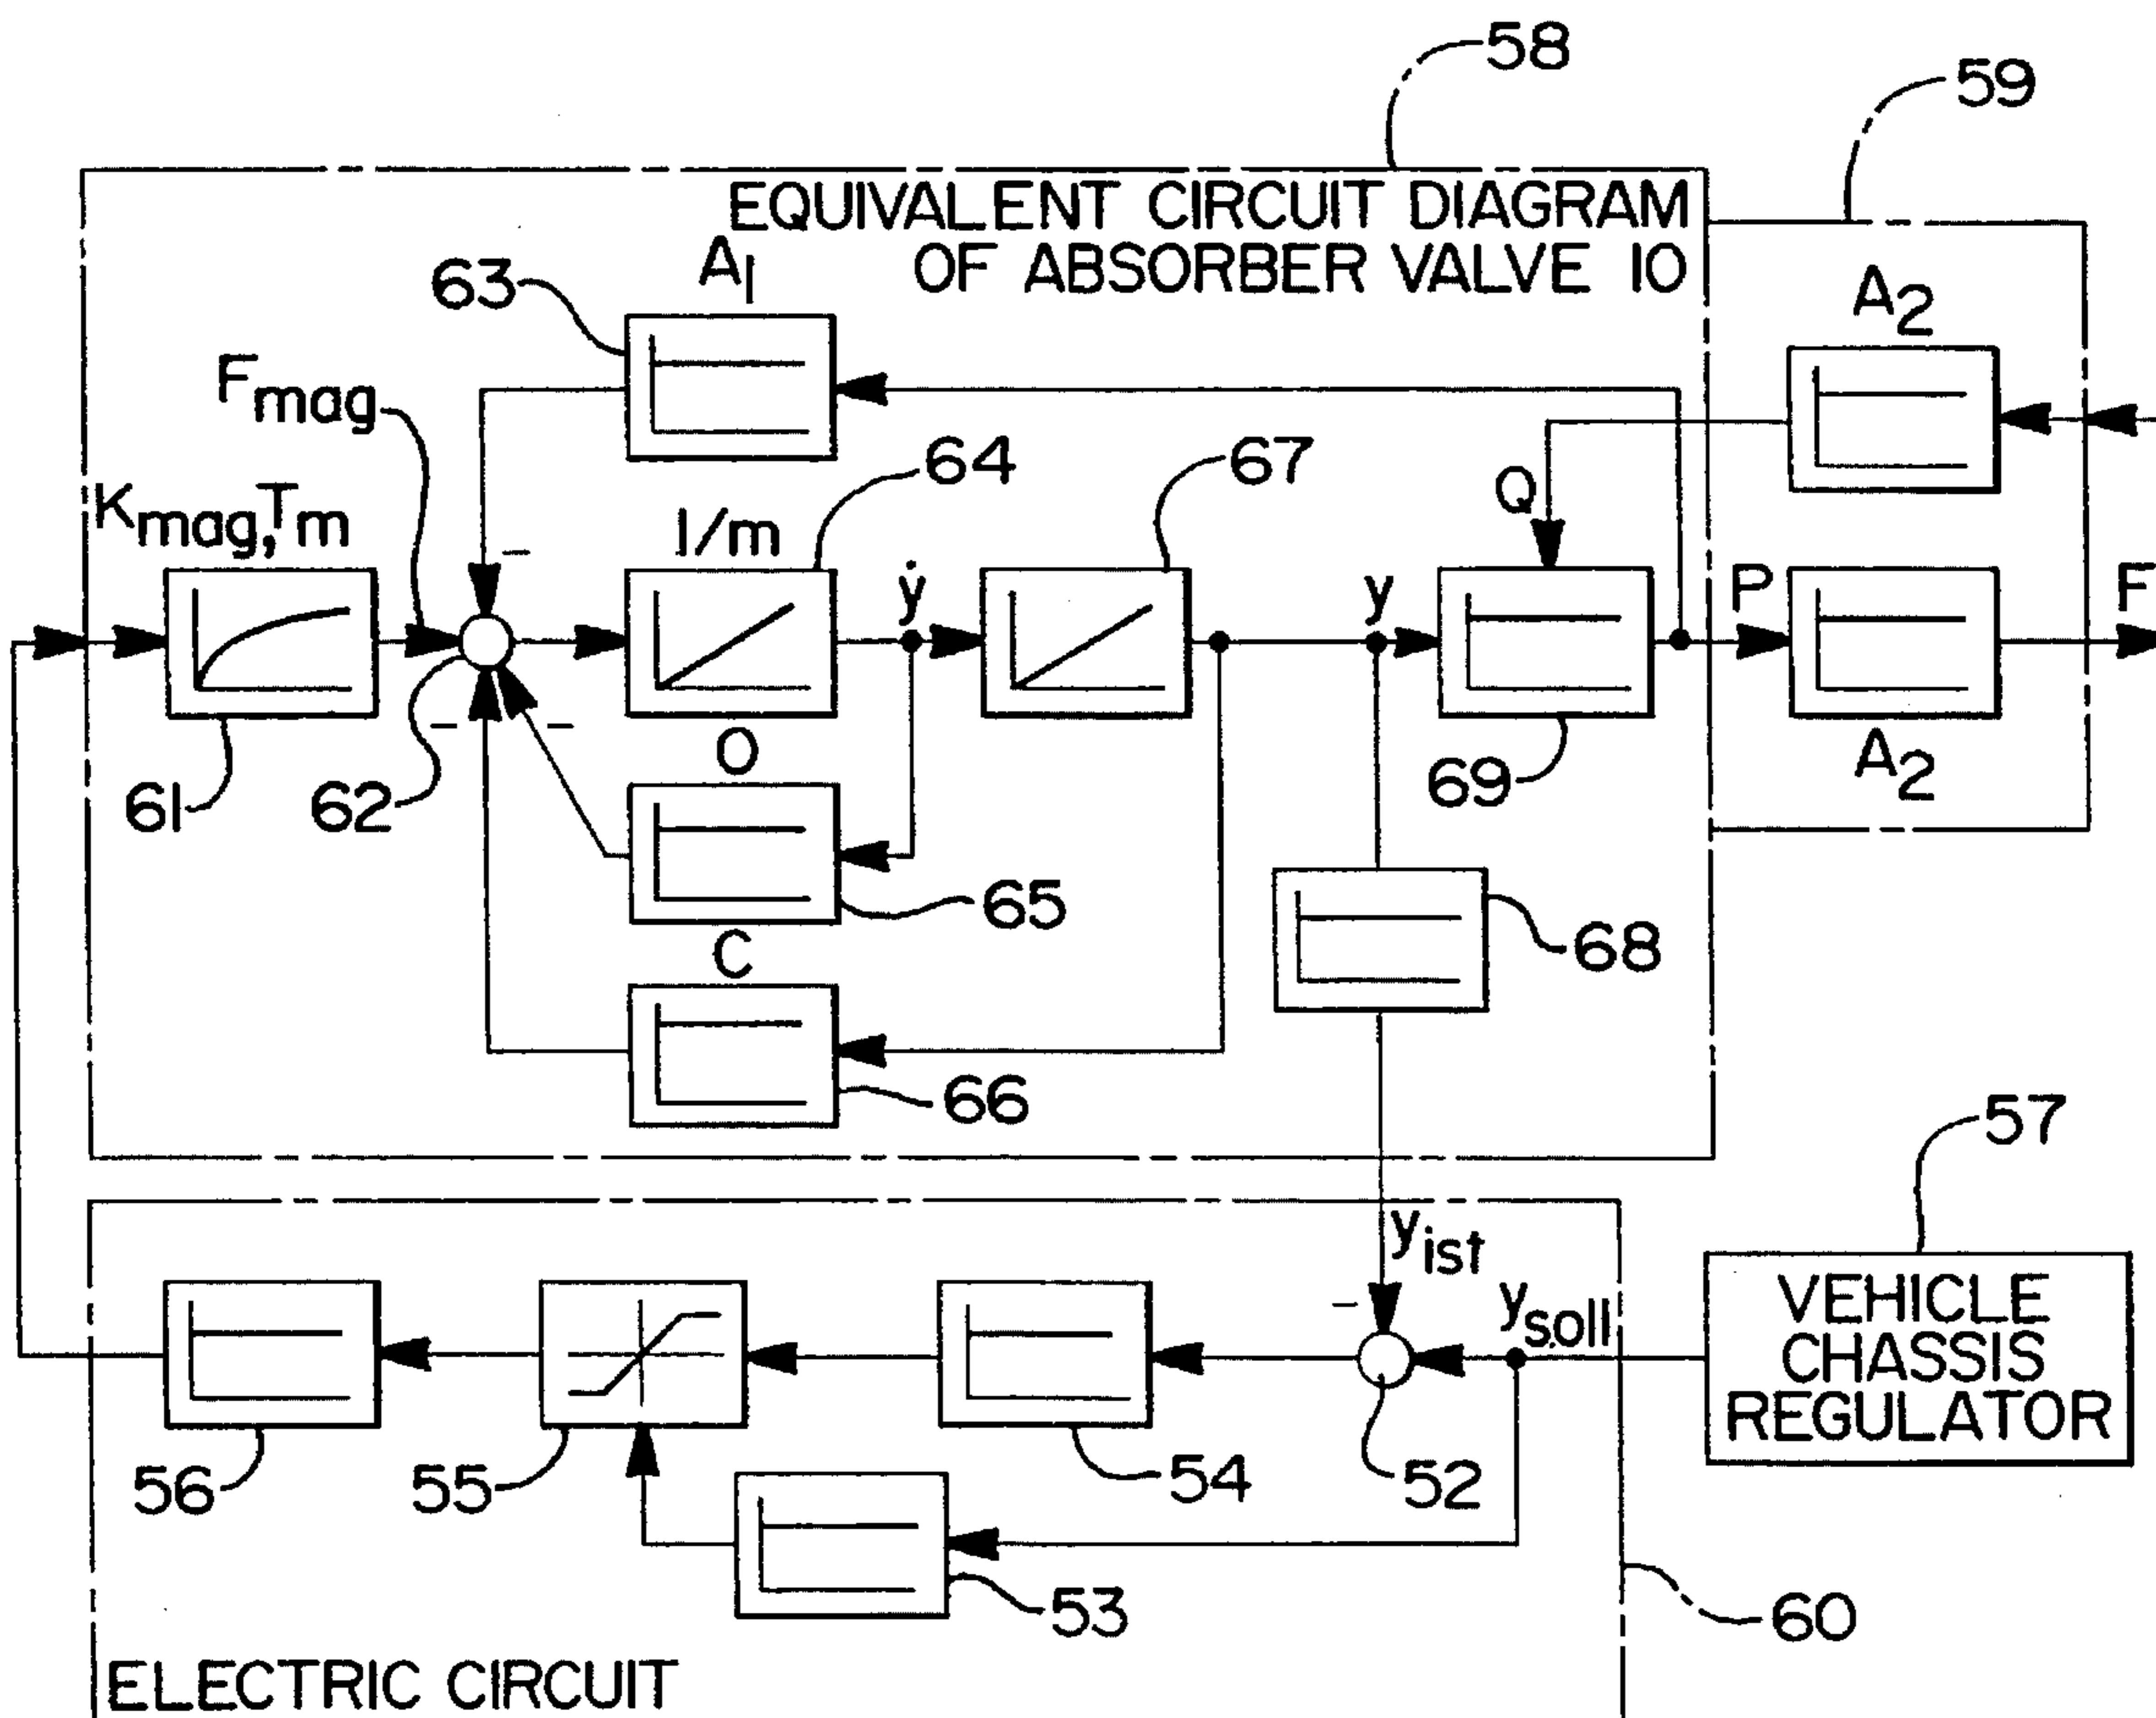 58
59
EQUIVALENT CIRCUIT DIAGRAM
OF ABSORBER VALVE 10
63
A1
A2
Fmag
64
67
Q
Kmag,Tm
1/m
ẏ
y
P
F
-
-
-
61
62
O
69
A2
65
68
C
66
57
yist
ysoll
-
VEHICLE
CHASSIS
REGULATOR
56
55
54
52
53
60
ELECTRIC CIRCUIT